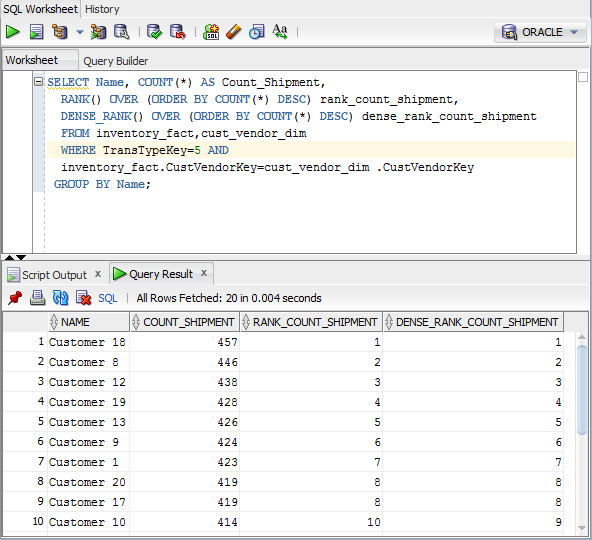 SQL Worksheet History
ORACLE
Worksheet Query Builder
SELECT Name, COUNT(*) AS Count_Shipment,
RANK() OVER (ORDER BY COUNT(*) DESC) rank_count_shipment,
DENSE_RANK() OVER (ORDER BY COUNT(*) DESC) dense_rank_count_shipment
FROM inventory_fact,cust_vendor_dim
WHERE TransTypeKey=5 AND
inventory_fact.CustVendorKey=cust_vendor_dim .CustVendorKey
GROUP BY Name;
Script Output x Query Result x
SQL | All Rows Fetched: 20 in 0.004 seconds
NAME COUNT_SHIPMENT RANK_COUNT_SHIPMENT DENSE_RANK_COUNT_SHIPMENT
1 Customer 18 457 1 1
2 Customer 8 446 2 2
3 Customer 12 438 3 3
4 Customer 19 428 4 4
5 Customer 13 426 5 5
6 Customer 9 424 6 6
7 Customer 1 423 7 7
8 Customer 20 419 8 8
9 Customer 17 419 8 8
10 Customer 10 414 10 9